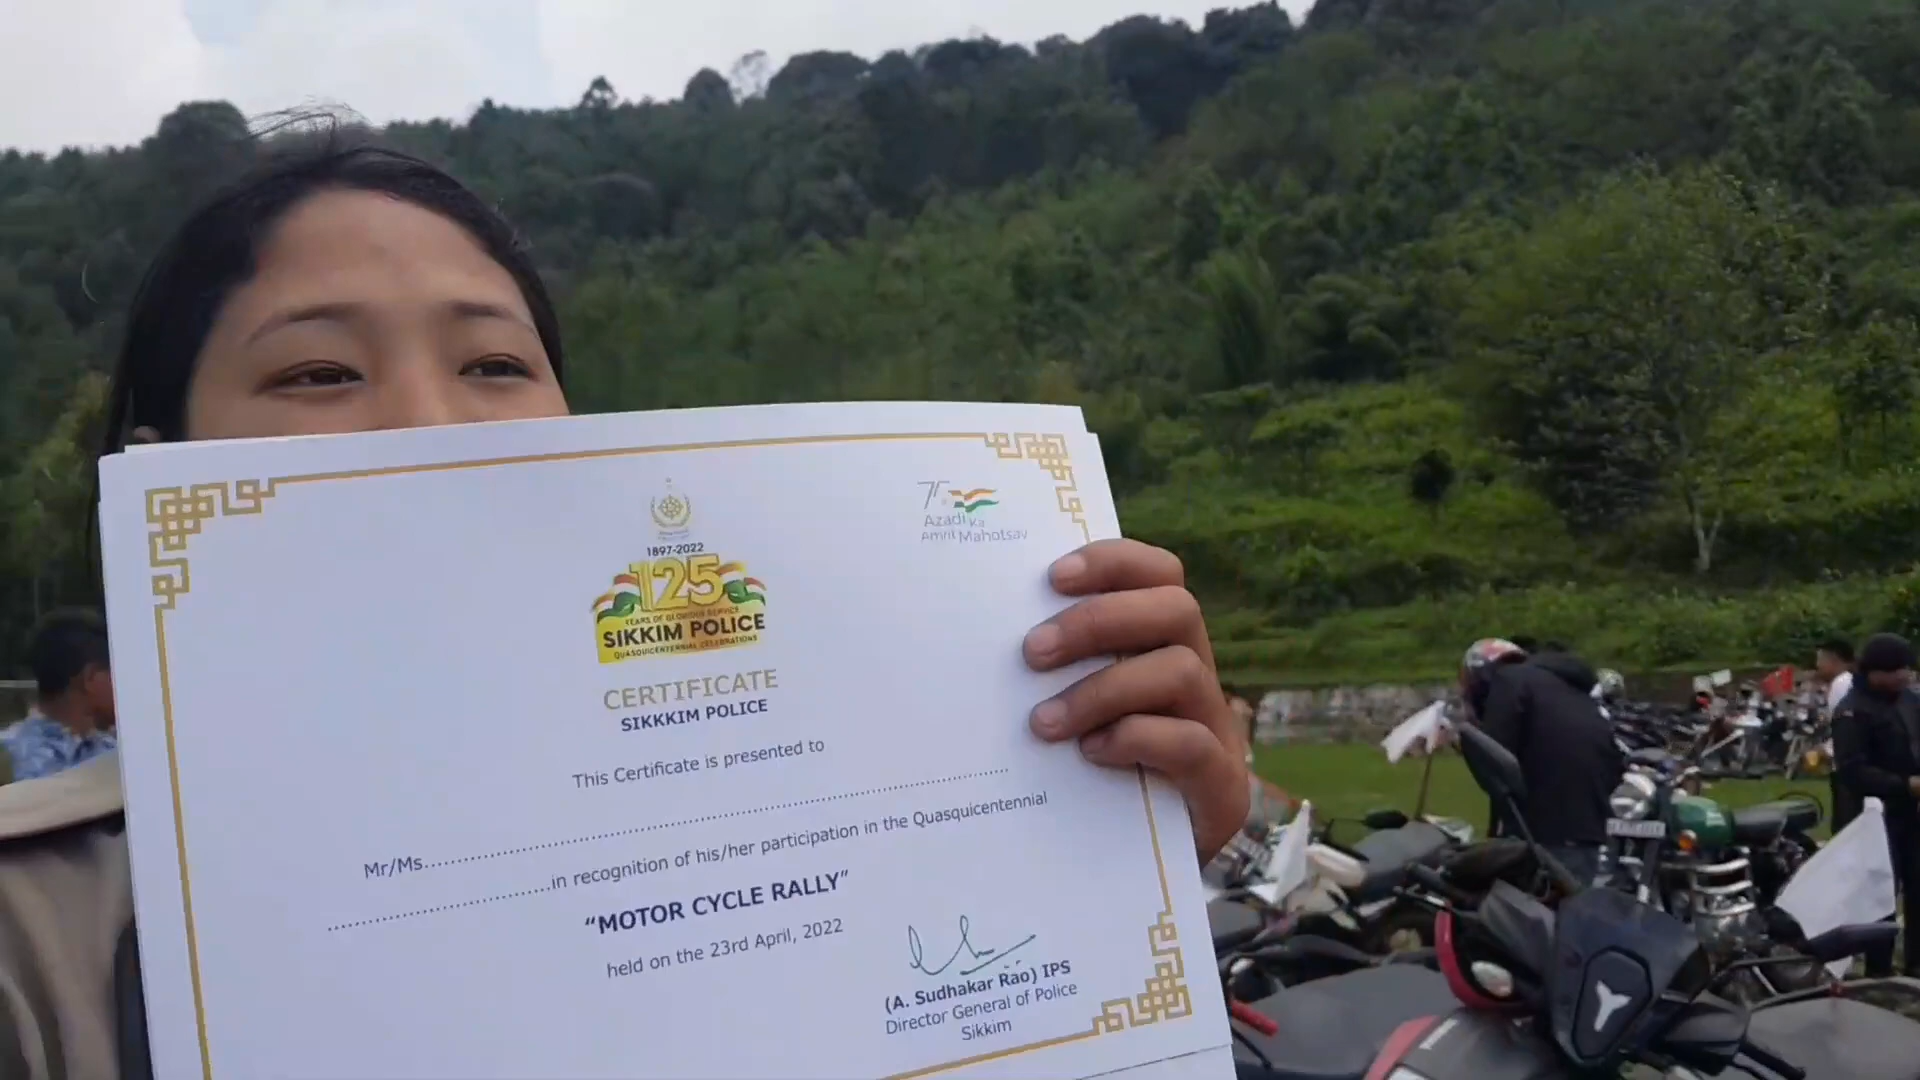 75
Azadi Ka
Amrit Mahotsav
1897-2022
125
YEARS OF GLORIOUS SERVICE
SIKKIM POLICE
QUASQUICENTENNIAL CELEBRATIONS
CERTIFICATE
SIKKKIM POLICE
This Certificate is presented to
Mr/Ms................................................................................
..............................in recognition of his/her participation in the Quasquicentennial
“MOTOR CYCLE RALLY”
held on the 23rd April, 2022
(A. Sudhakar Rao) IPS
Director General of Police
Sikkim